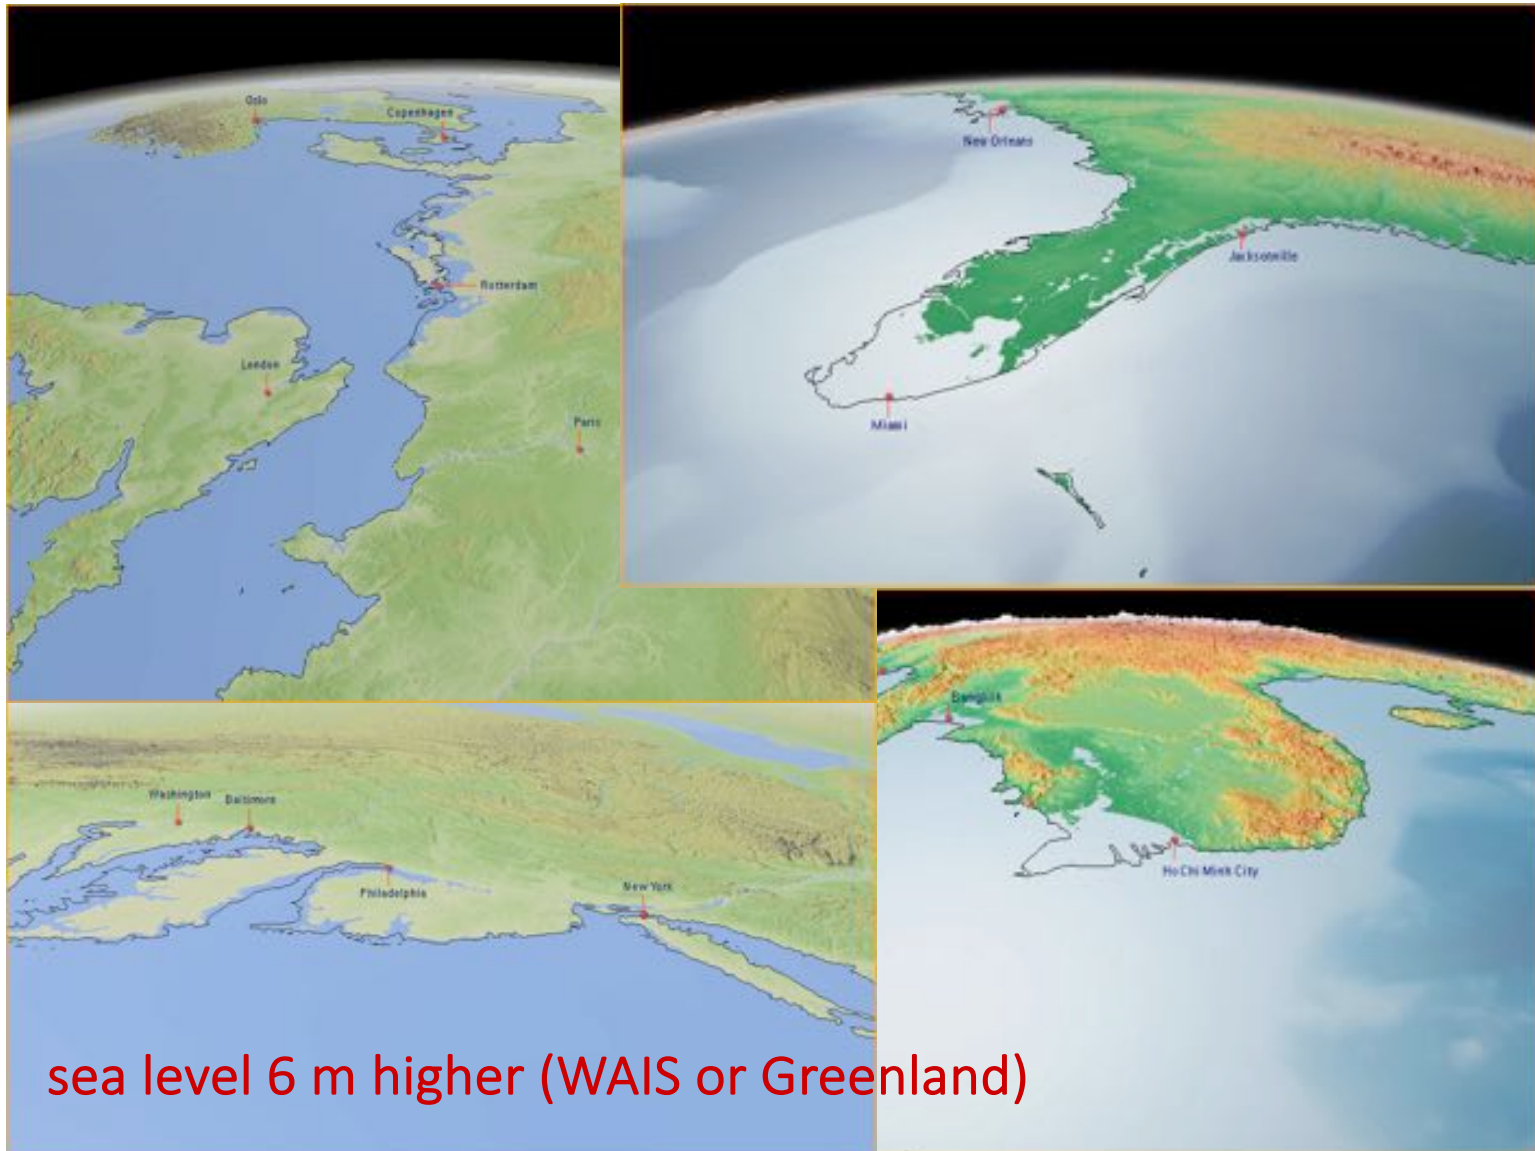 Oslo
Copenhagen
Rotterdam
London
Paris
New Orleans
Jacksonville
Miami
Bangkok
Ho Chi Minh City
Washington
Baltimore
Philadelphia
New York
sea level 6 m higher (WAIS or Greenland)